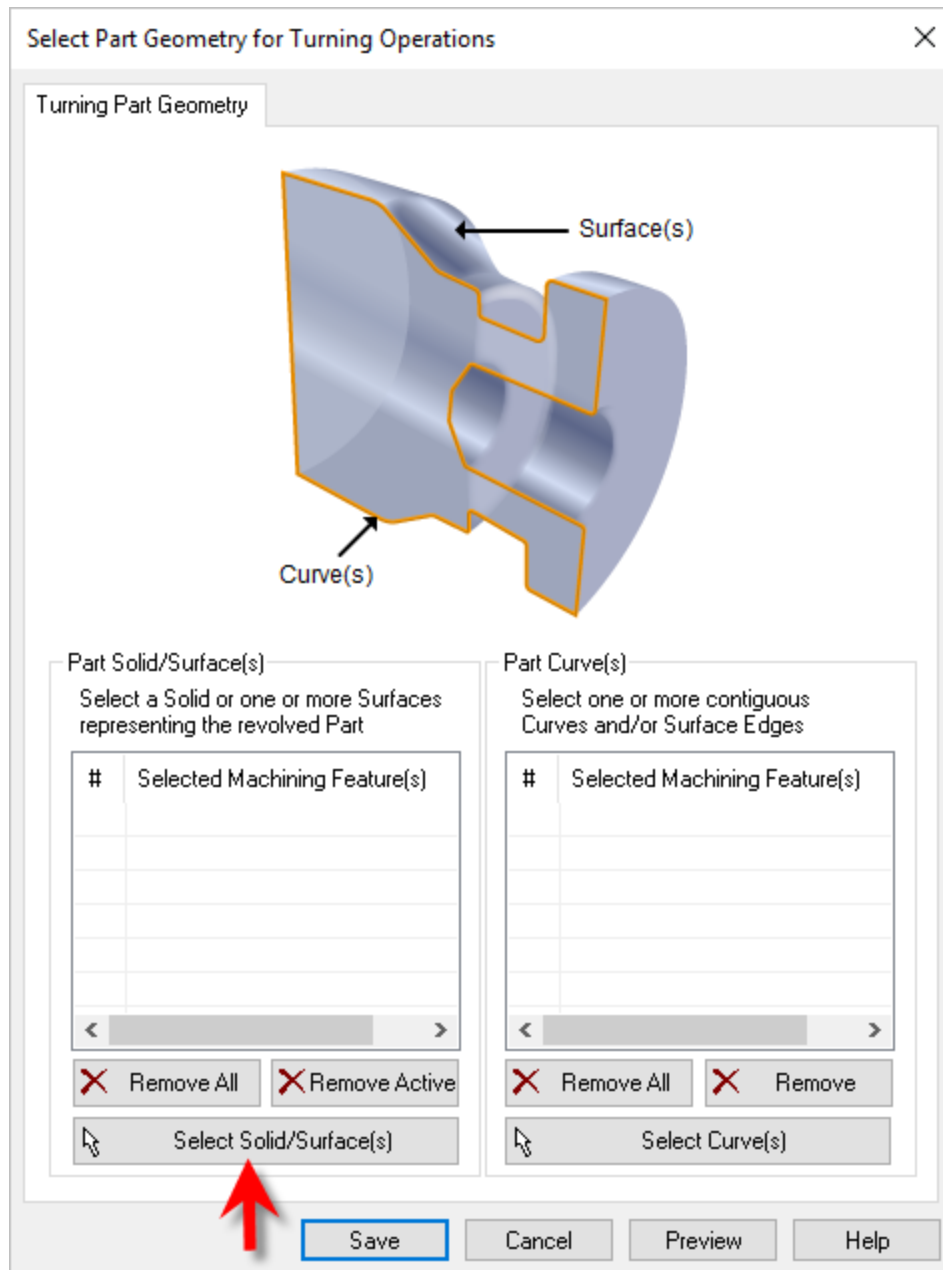 Select Part Geometry for Turning Operations
Turning Part Geometry
Surface(s)
Curve(s)
Part Solid/Surface(s)
Select a Solid or one or more Surfaces
representing the revolved Part
# Selected Machining Feature(s)
Remove All Remove Active
Select Solid/Surface(s)
Part Curve(s)
Select one or more contiguous
Curves and/or Surface Edges
# Selected Machining Feature(s)
Remove All Remove
Select Curve(s)
Save Cancel Preview Help